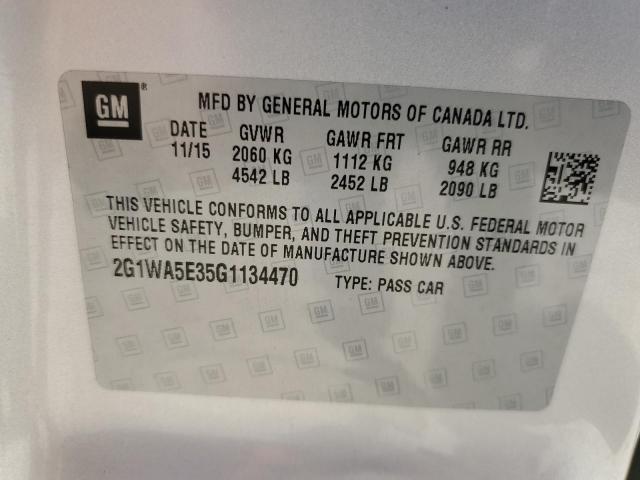 GM ®
MFD BY GENERAL MOTORS OF CANADA LTD.
DATE GVWR GAWR FRT GAWR RR
11/15 2060 KG 1112 KG 948 KG
4542 LB 2452 LB 2090 LB
THIS VEHICLE CONFORMS TO ALL APPLICABLE U.S. FEDERAL MOTOR
VEHICLE SAFETY, BUMPER, AND THEFT PREVENTION STANDARDS IN
EFFECT ON THE DATE OF MANUFACTURE SHOWN ABOVE.
2G1WA5E35G1134470 TYPE: PASS CAR